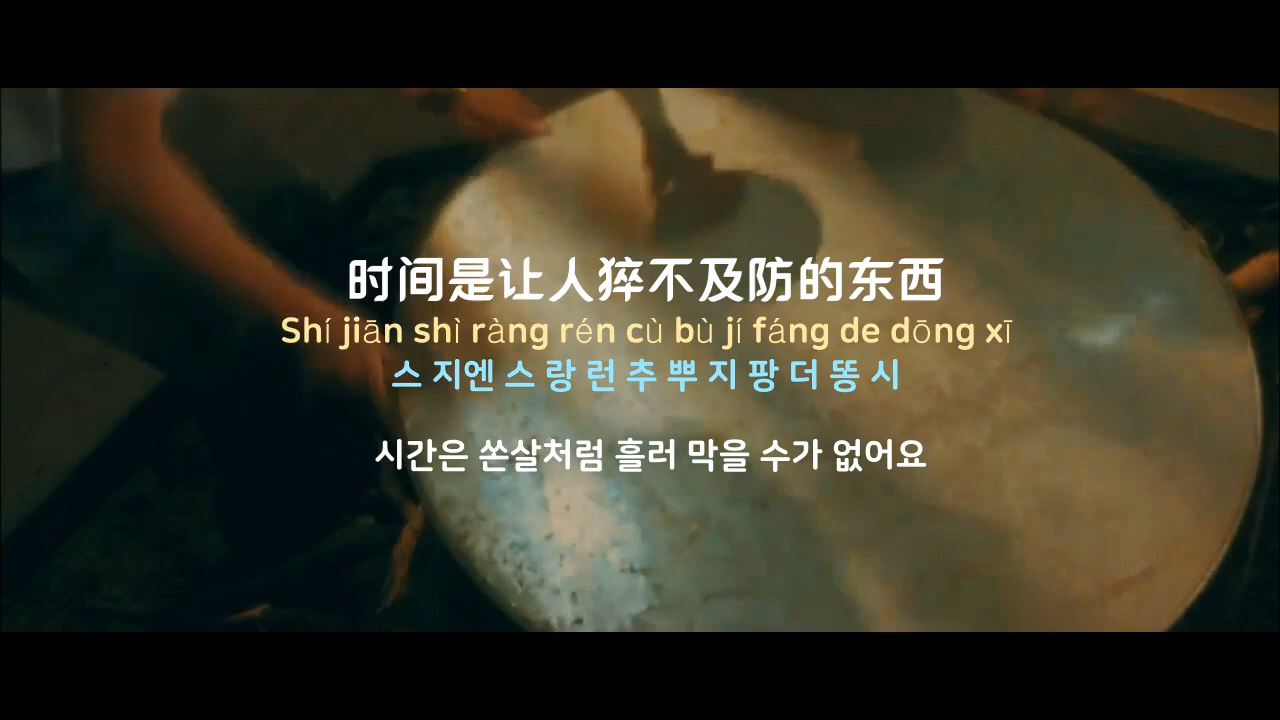 时间是让人猝不及防的东西
Shí jiān shì ràng rén cù bù jí fáng de dōng xī
스 지엔 스 랑 런 추 뿌 지 팡 더 똥 시
시간은 쏜살처럼 흘러 막을 수가 없어요